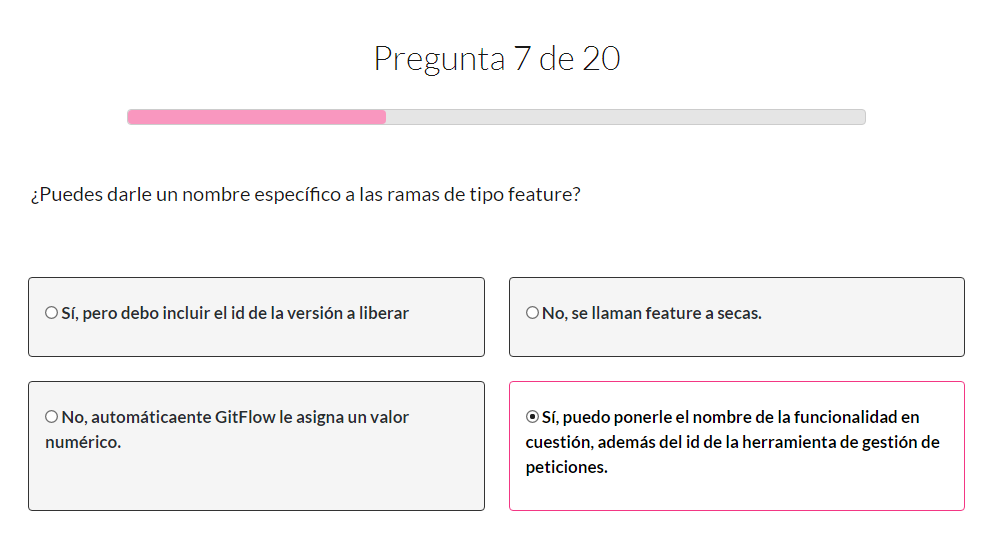 Pregunta 7 de 20
¿Puedes darle un nombre específico a las ramas de tipo feature?
Sí, pero debo incluir el id de la versión a liberar
No, se llaman feature a secas.
No, automáticaente GitFlow le asigna un valor
numérico.
Sí, puedo ponerle el nombre de la funcionalidad en
cuestión, además del id de la herramienta de gestión de
peticiones.